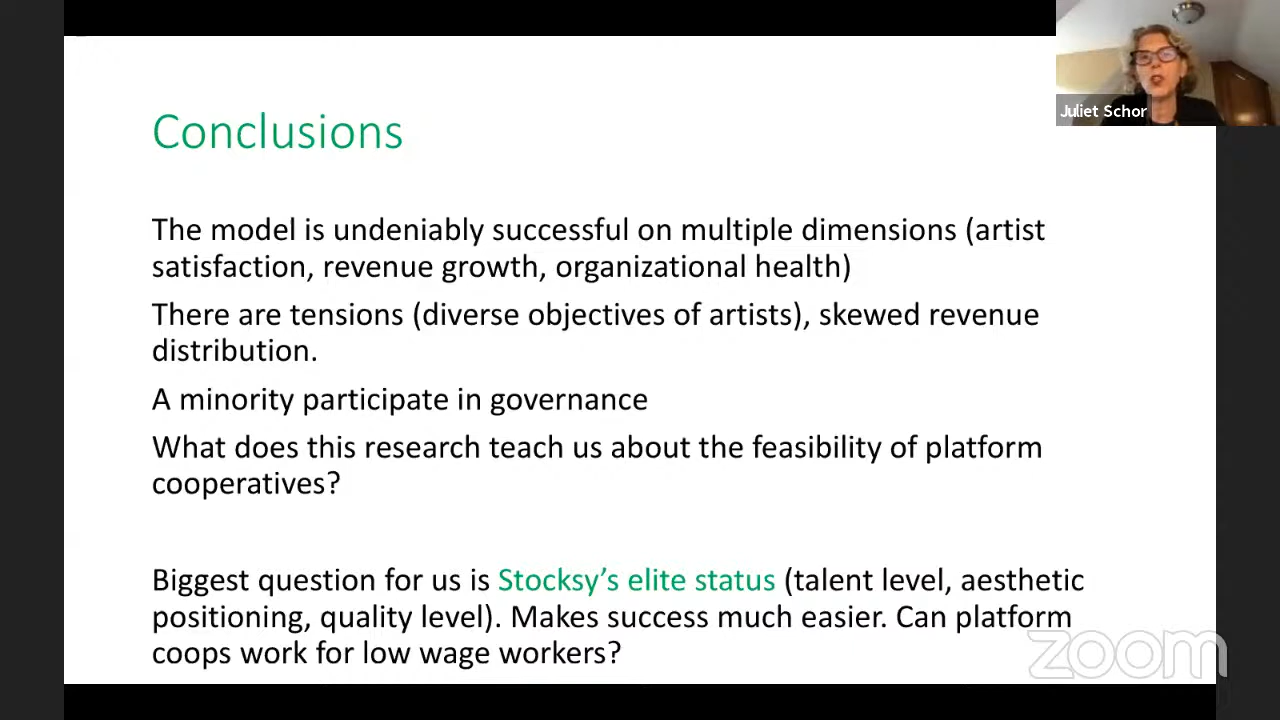 Juliet Schor
Conclusions
The model is undeniably successful on multiple dimensions (artist
satisfaction, revenue growth, organizational health)
There are tensions (diverse objectives of artists), skewed revenue
distribution.
A minority participate in governance
What does this research teach us about the feasibility of platform
cooperatives?
Biggest question for us is Stocksy’s elite status (talent level, aesthetic
positioning, quality level). Makes success much easier. Can platform
coops work for low wage workers?
zoom